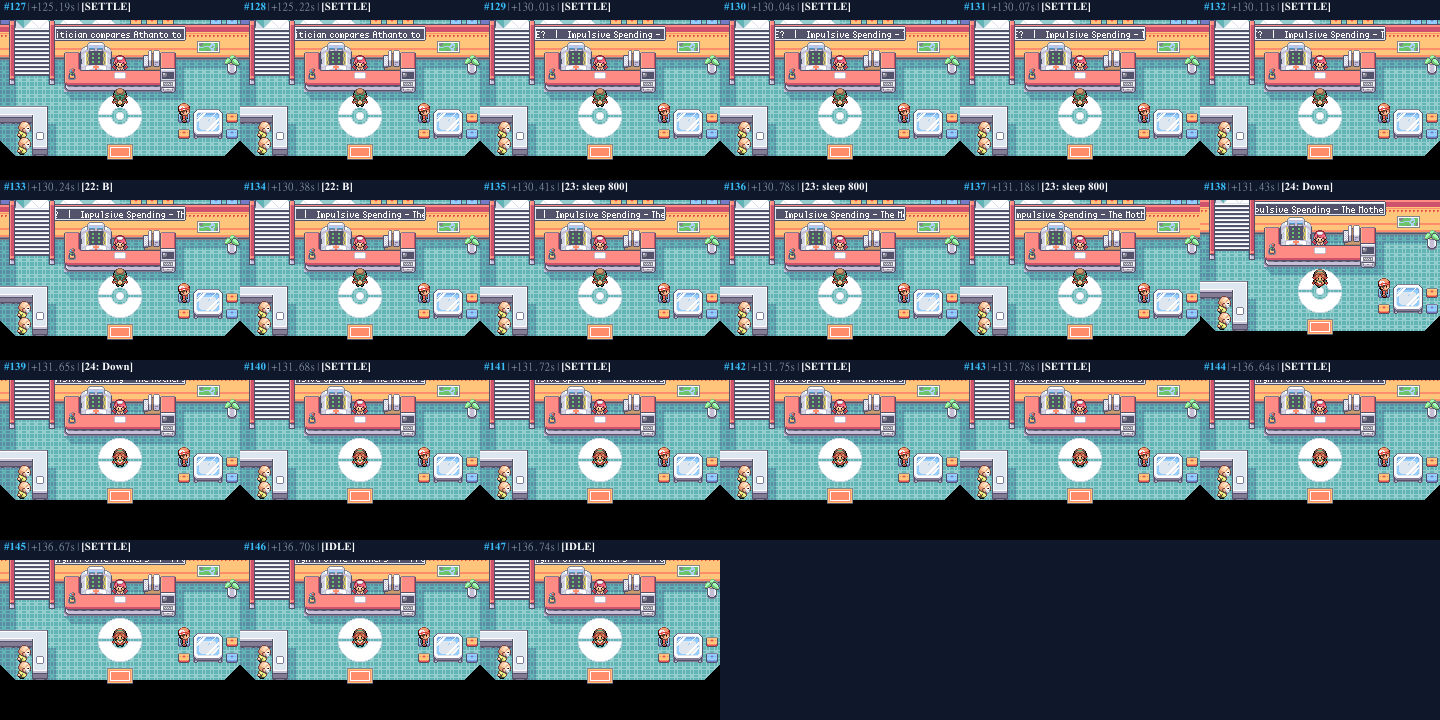 #127|+125.19s|[SETTLE]
#128|+125.22s|[SETTLE]
#129|+130.01s|[SETTLE]
#130|+130.04s|[SETTLE]
#131|+130.07s|[SETTLE]
#132|+130.11s|[SETTLE]
itician compares Athanto to
itician compares Athanto to
E? | Impulsive Spending -
? | Impulsive Spending -
? | Impulsive Spending - T
? | Impulsive Spending - T
#133|+130.24s|[22: B]
#134|+130.38s|[22: B]
#135|+130.41s|[23: sleep 800]
#136|+130.78s|[23: sleep 800]
#137|+131.18s|[23: sleep 800]
#138|+131.43s|[24: Down]
? | Impulsive Spending - Th
| Impulsive Spending - The
| Impulsive Spending - The
Impulsive Spending - The M
mpulsive Spending - The Moth
pulsive Spending - The Mothe
#139|+131.65s|[24: Down]
#140|+131.68s|[SETTLE]
#141|+131.72s|[SETTLE]
#142|+131.75s|[SETTLE]
#143|+131.78s|[SETTLE]
#144|+136.64s|[SETTLE]
#145|+136.67s|[SETTLE]
#146|+136.70s|[IDLE]
#147|+136.74s|[IDLE]